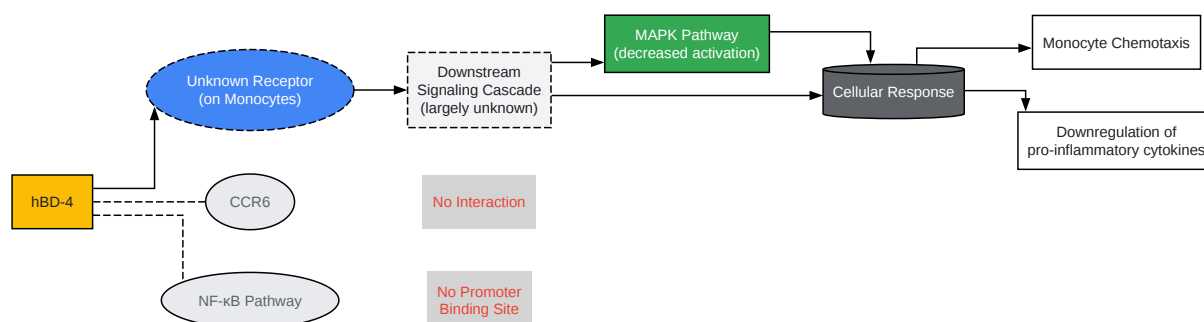 MAPK Pathway
(decreased activation)
Monocyte Chemotaxis
Unknown Receptor
(on Monocytes)
Downstream
Signaling Cascade
(largely unknown)
Cellular Response
Downregulation of
pro-inflammatory cytokines
hBD-4
CCR6
No Interaction
NF-κB Pathway
No Promoter
Binding Site